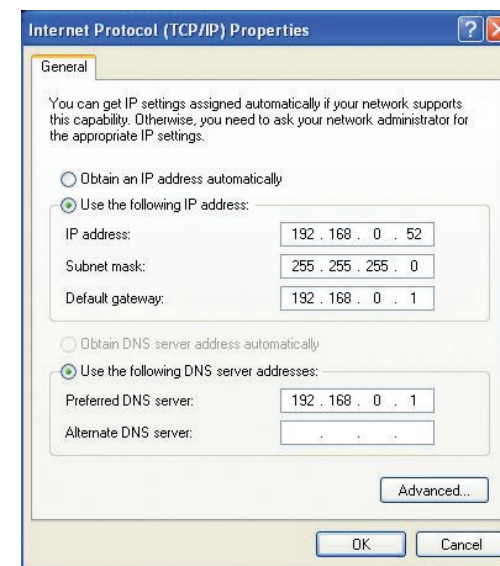 Internet Protocol (TCP/IP) Properties
General
You can get IP settings assigned automatically if your network supports
this capability. Otherwise, you need to ask your network administrator for
the appropriate IP settings.
Obtain an IP address automatically
Use the following IP address:
IP address: 192 . 168 . 0 . 52
Subnet mask: 255 . 255 . 255 . 0
Default gateway: 192 . 168 . 0 . 1
Obtain DNS server address automatically
Use the following DNS server addresses:
Preferred DNS server: 192 . 168 . 0 . 1
Alternate DNS server: . . .
Advanced...
OK Cancel